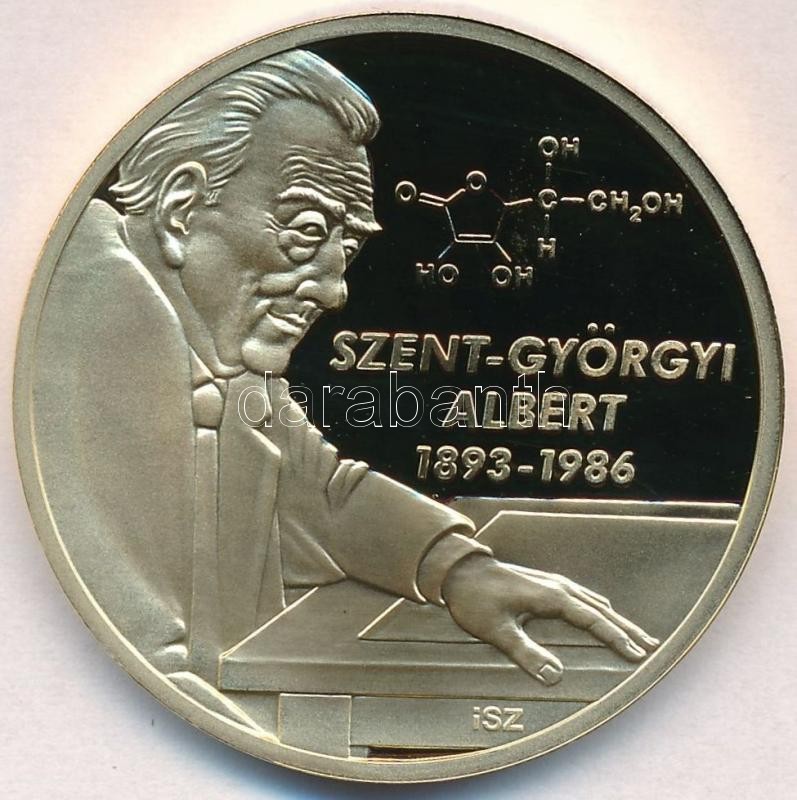 OH
O O C-CH₂OH
H
HO OH
SZENT-GYÖRGYI
ALBERT
1893-1986
darabanth
iSZ